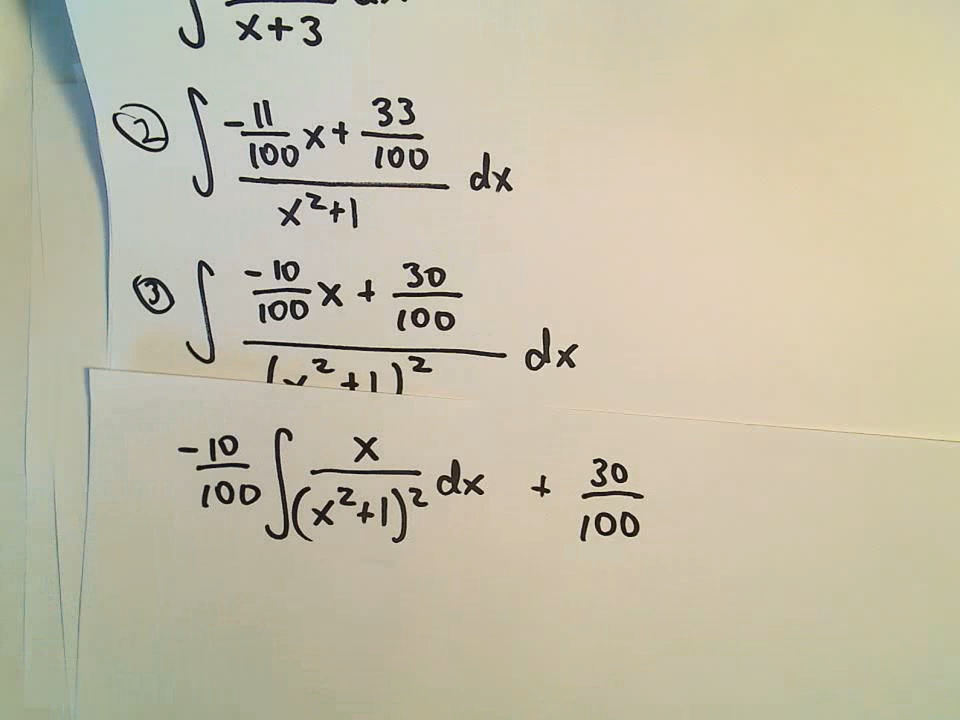 ∫ ― dx
x+3
② ∫ (-11/100 x + 33/100)/(x²+1) dx
③ ∫ (-10/100 x + 30/100)/(x²+1)² dx
-10/100 ∫ x/(x²+1)² dx + 30/100